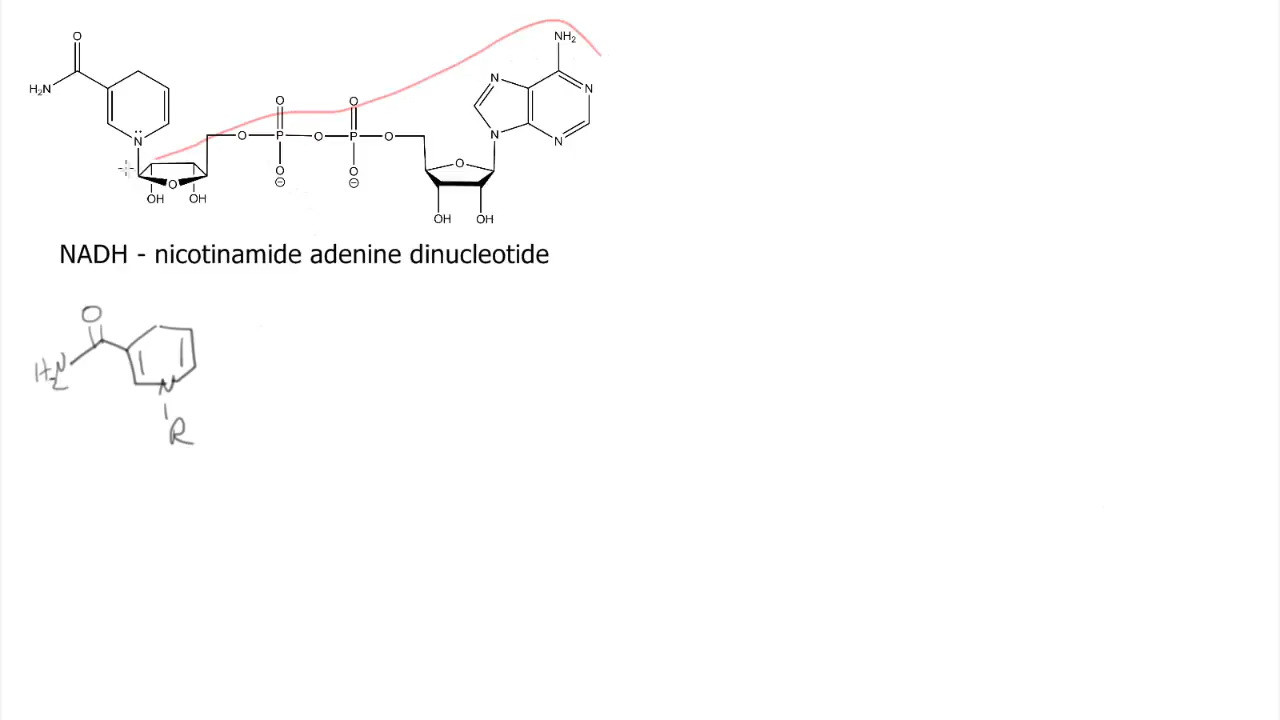 O
NH₂
H₂N
N
N
N
N
N
O
O
O
P
O
P
O
O
O
⊖
⊖
O
O
OH
OH
OH
OH
NADH - nicotinamide adenine dinucleotide
O
H₂N
N
R